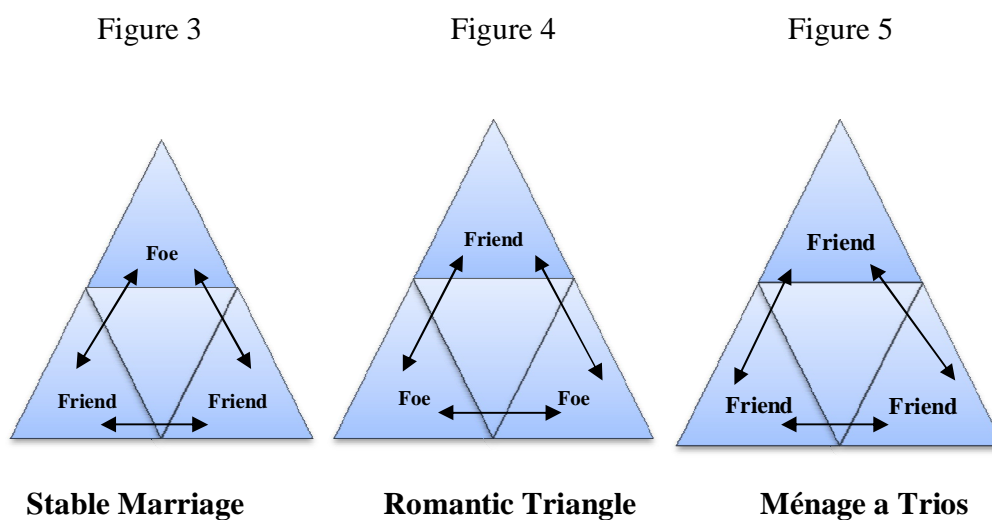 Figure 3 Figure 4 Figure 5
Foe Friend Friend
Friend Friend Foe Foe Friend Friend
Stable Marriage Romantic Triangle Ménage a Trios